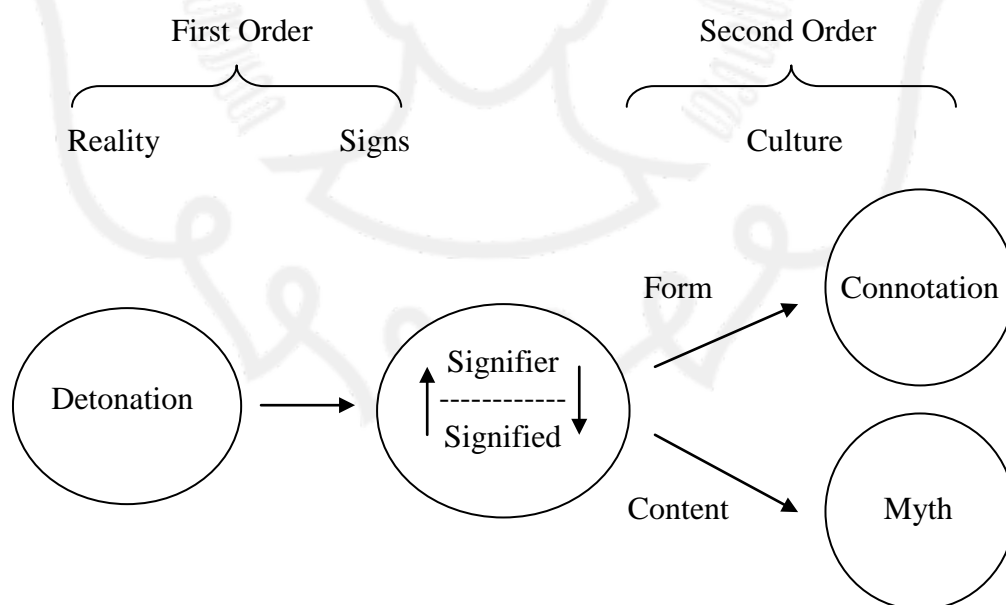 First Order Second Order
Reality Signs Culture
Form Connotation
Signifier
Detonation ------------
Signified
Content Myth